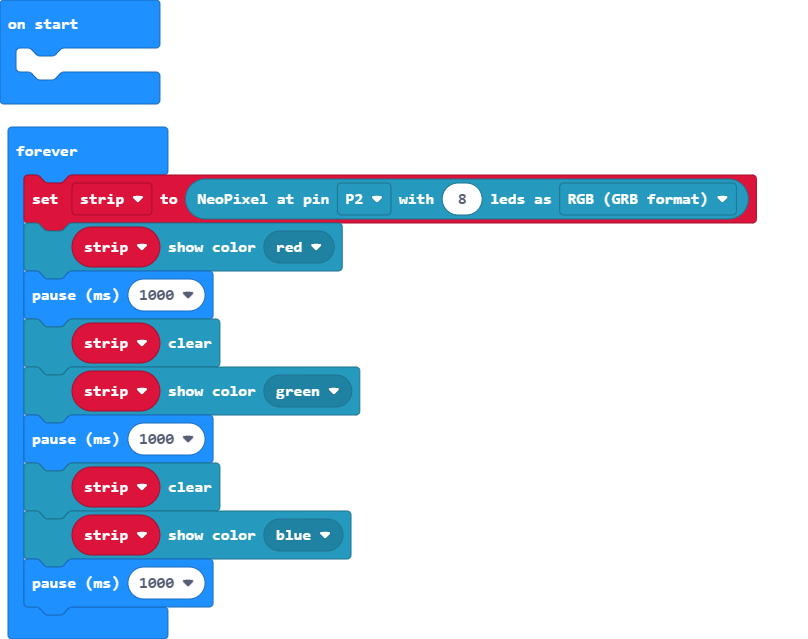 on start
forever
set strip to NeoPixel at pin P2 with 8 leds as RGB (GRB format)
strip show color red
pause (ms) 1000
strip clear
strip show color green
pause (ms) 1000
strip clear
strip show color blue
pause (ms) 1000